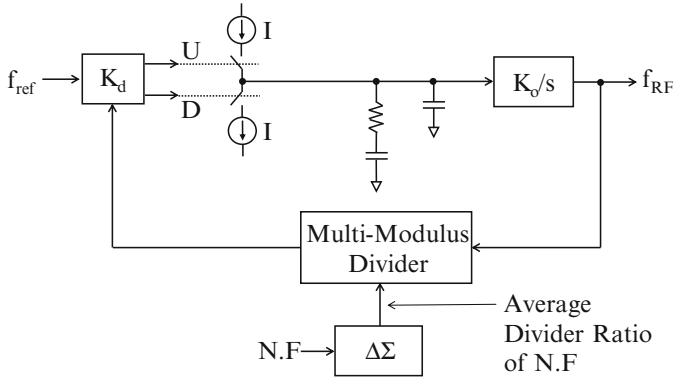 I
U
f_ref
K_d
K_o/s
f_RF
D
I
Multi-Modulus
Divider
Average
Divider Ratio
of N.F
N.F
ΔΣ